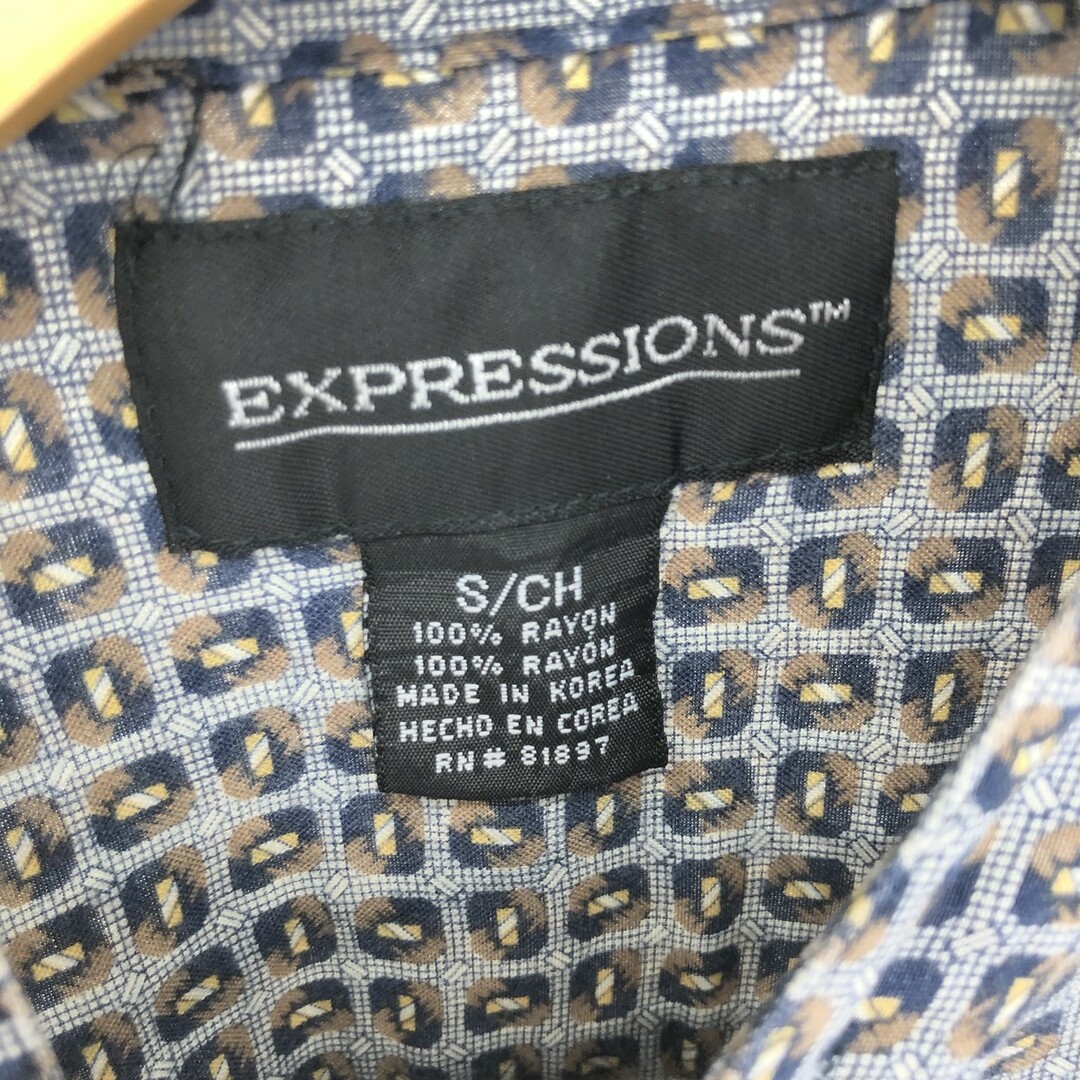 EXPRESSIONS™
S/CH
100% RAYON
100% RAYON
MADE IN KOREA
HECHO EN COREA
RN# 81897